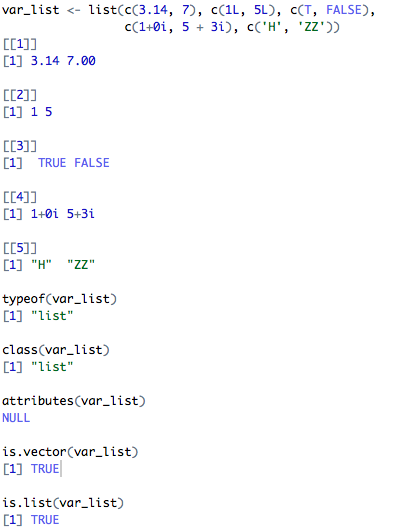 var_list <- list(c(3.14, 7), c(1L, 5L), c(T, FALSE),
c(1+0i, 5 + 3i), c('H', 'ZZ'))
[[1]]
[1] 3.14 7.00
[[2]]
[1] 1 5
[[3]]
[1]  TRUE FALSE
[[4]]
[1] 1+0i 5+3i
[[5]]
[1] "H"  "ZZ"
typeof(var_list)
[1] "list"
class(var_list)
[1] "list"
attributes(var_list)
NULL
is.vector(var_list)
[1] TRUE
is.list(var_list)
[1] TRUE